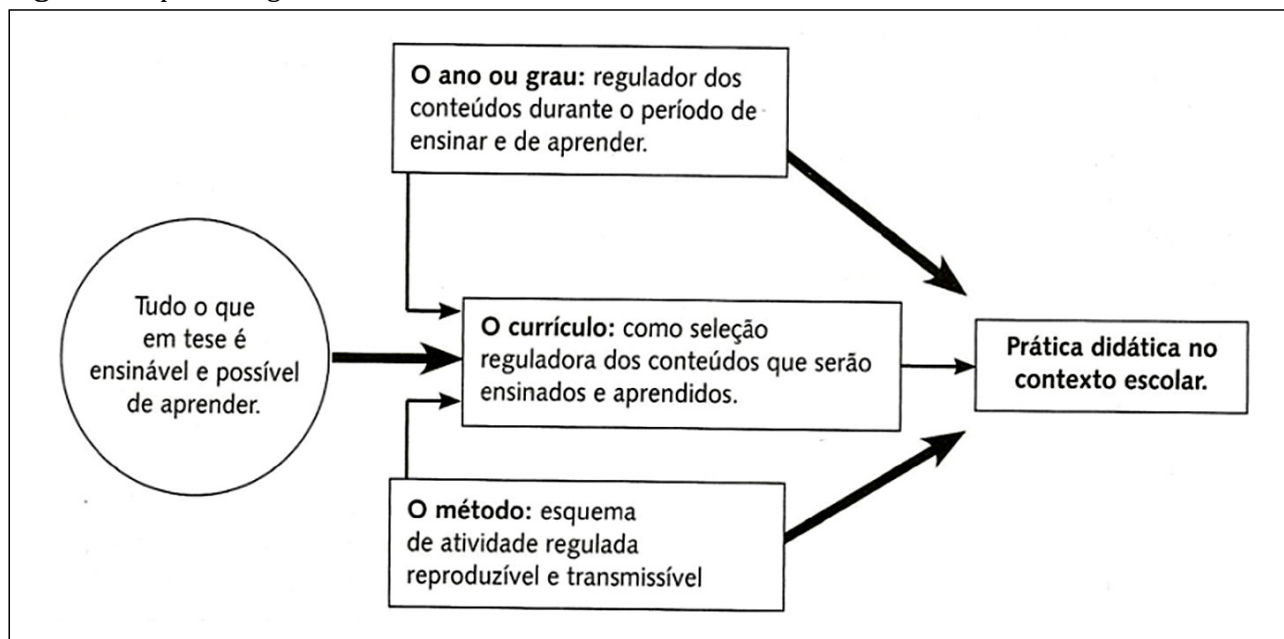 O ano ou grau: regulador dos
conteúdos durante o período de
ensinar e de aprender.
Tudo o que
em tese é
ensinável e possível
de aprender.
O currículo: como seleção
reguladora dos conteúdos que serão
ensinados e aprendidos.
Prática didática no
contexto escolar.
O método: esquema
de atividade regulada
reproduzível e transmissível